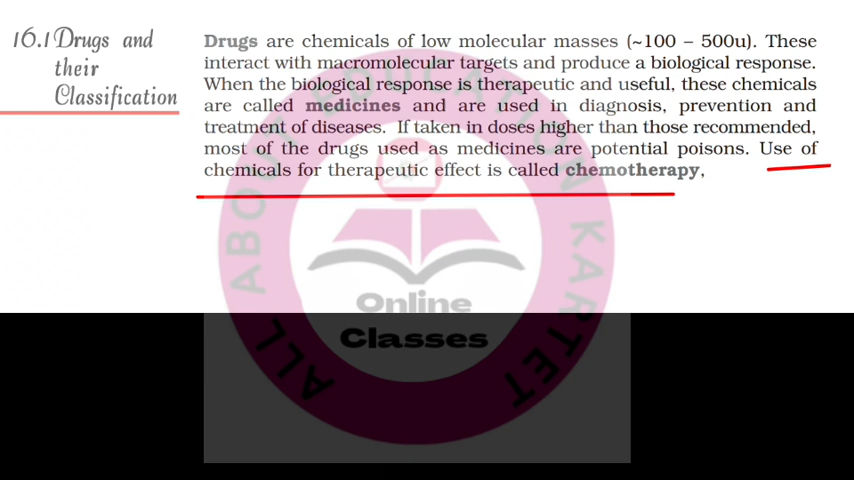 16.1 Drugs and
their
Classification
Drugs are chemicals of low molecular masses (~100 – 500u). These
interact with macromolecular targets and produce a biological response.
When the biological response is therapeutic and useful, these chemicals
are called medicines and are used in diagnosis, prevention and
treatment of diseases. If taken in doses higher than those recommended,
most of the drugs used as medicines are potential poisons. Use of
chemicals for therapeutic effect is called chemotherapy,
ALL ABOUT EDUCATION KARTET
Online
Classes